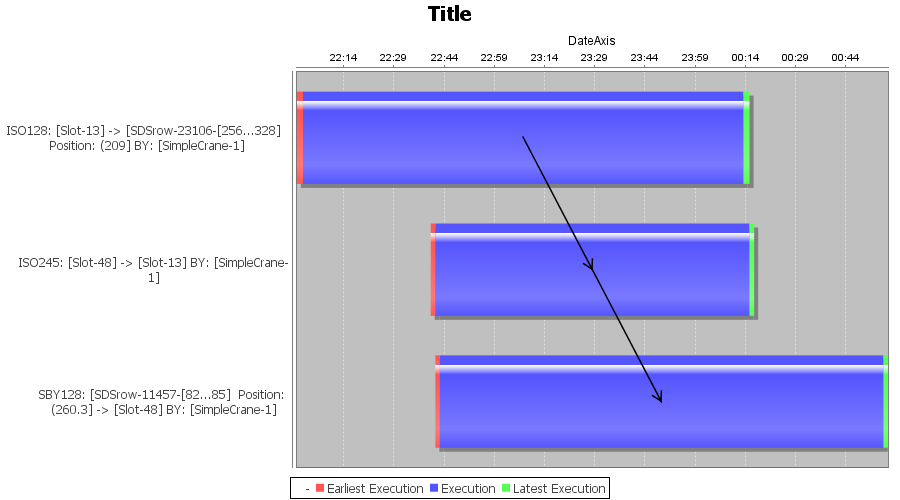 Title
DateAxis
22:14 22:29 22:44 22:59 23:14 23:29 23:44 23:59 00:14 00:29 00:44
ISO128: [Slot-13] -> [SDSrow-23106-[256...328]
Position: (209] BY: [SimpleCrane-1]
ISO245: [Slot-48] -> [Slot-13] BY: [SimpleCrane-
1]
SBY128: [SDSrow-11457-[82...85]  Position:
(260.3] -> [Slot-48] BY: [SimpleCrane-1]
- Earliest Execution Execution Latest Execution